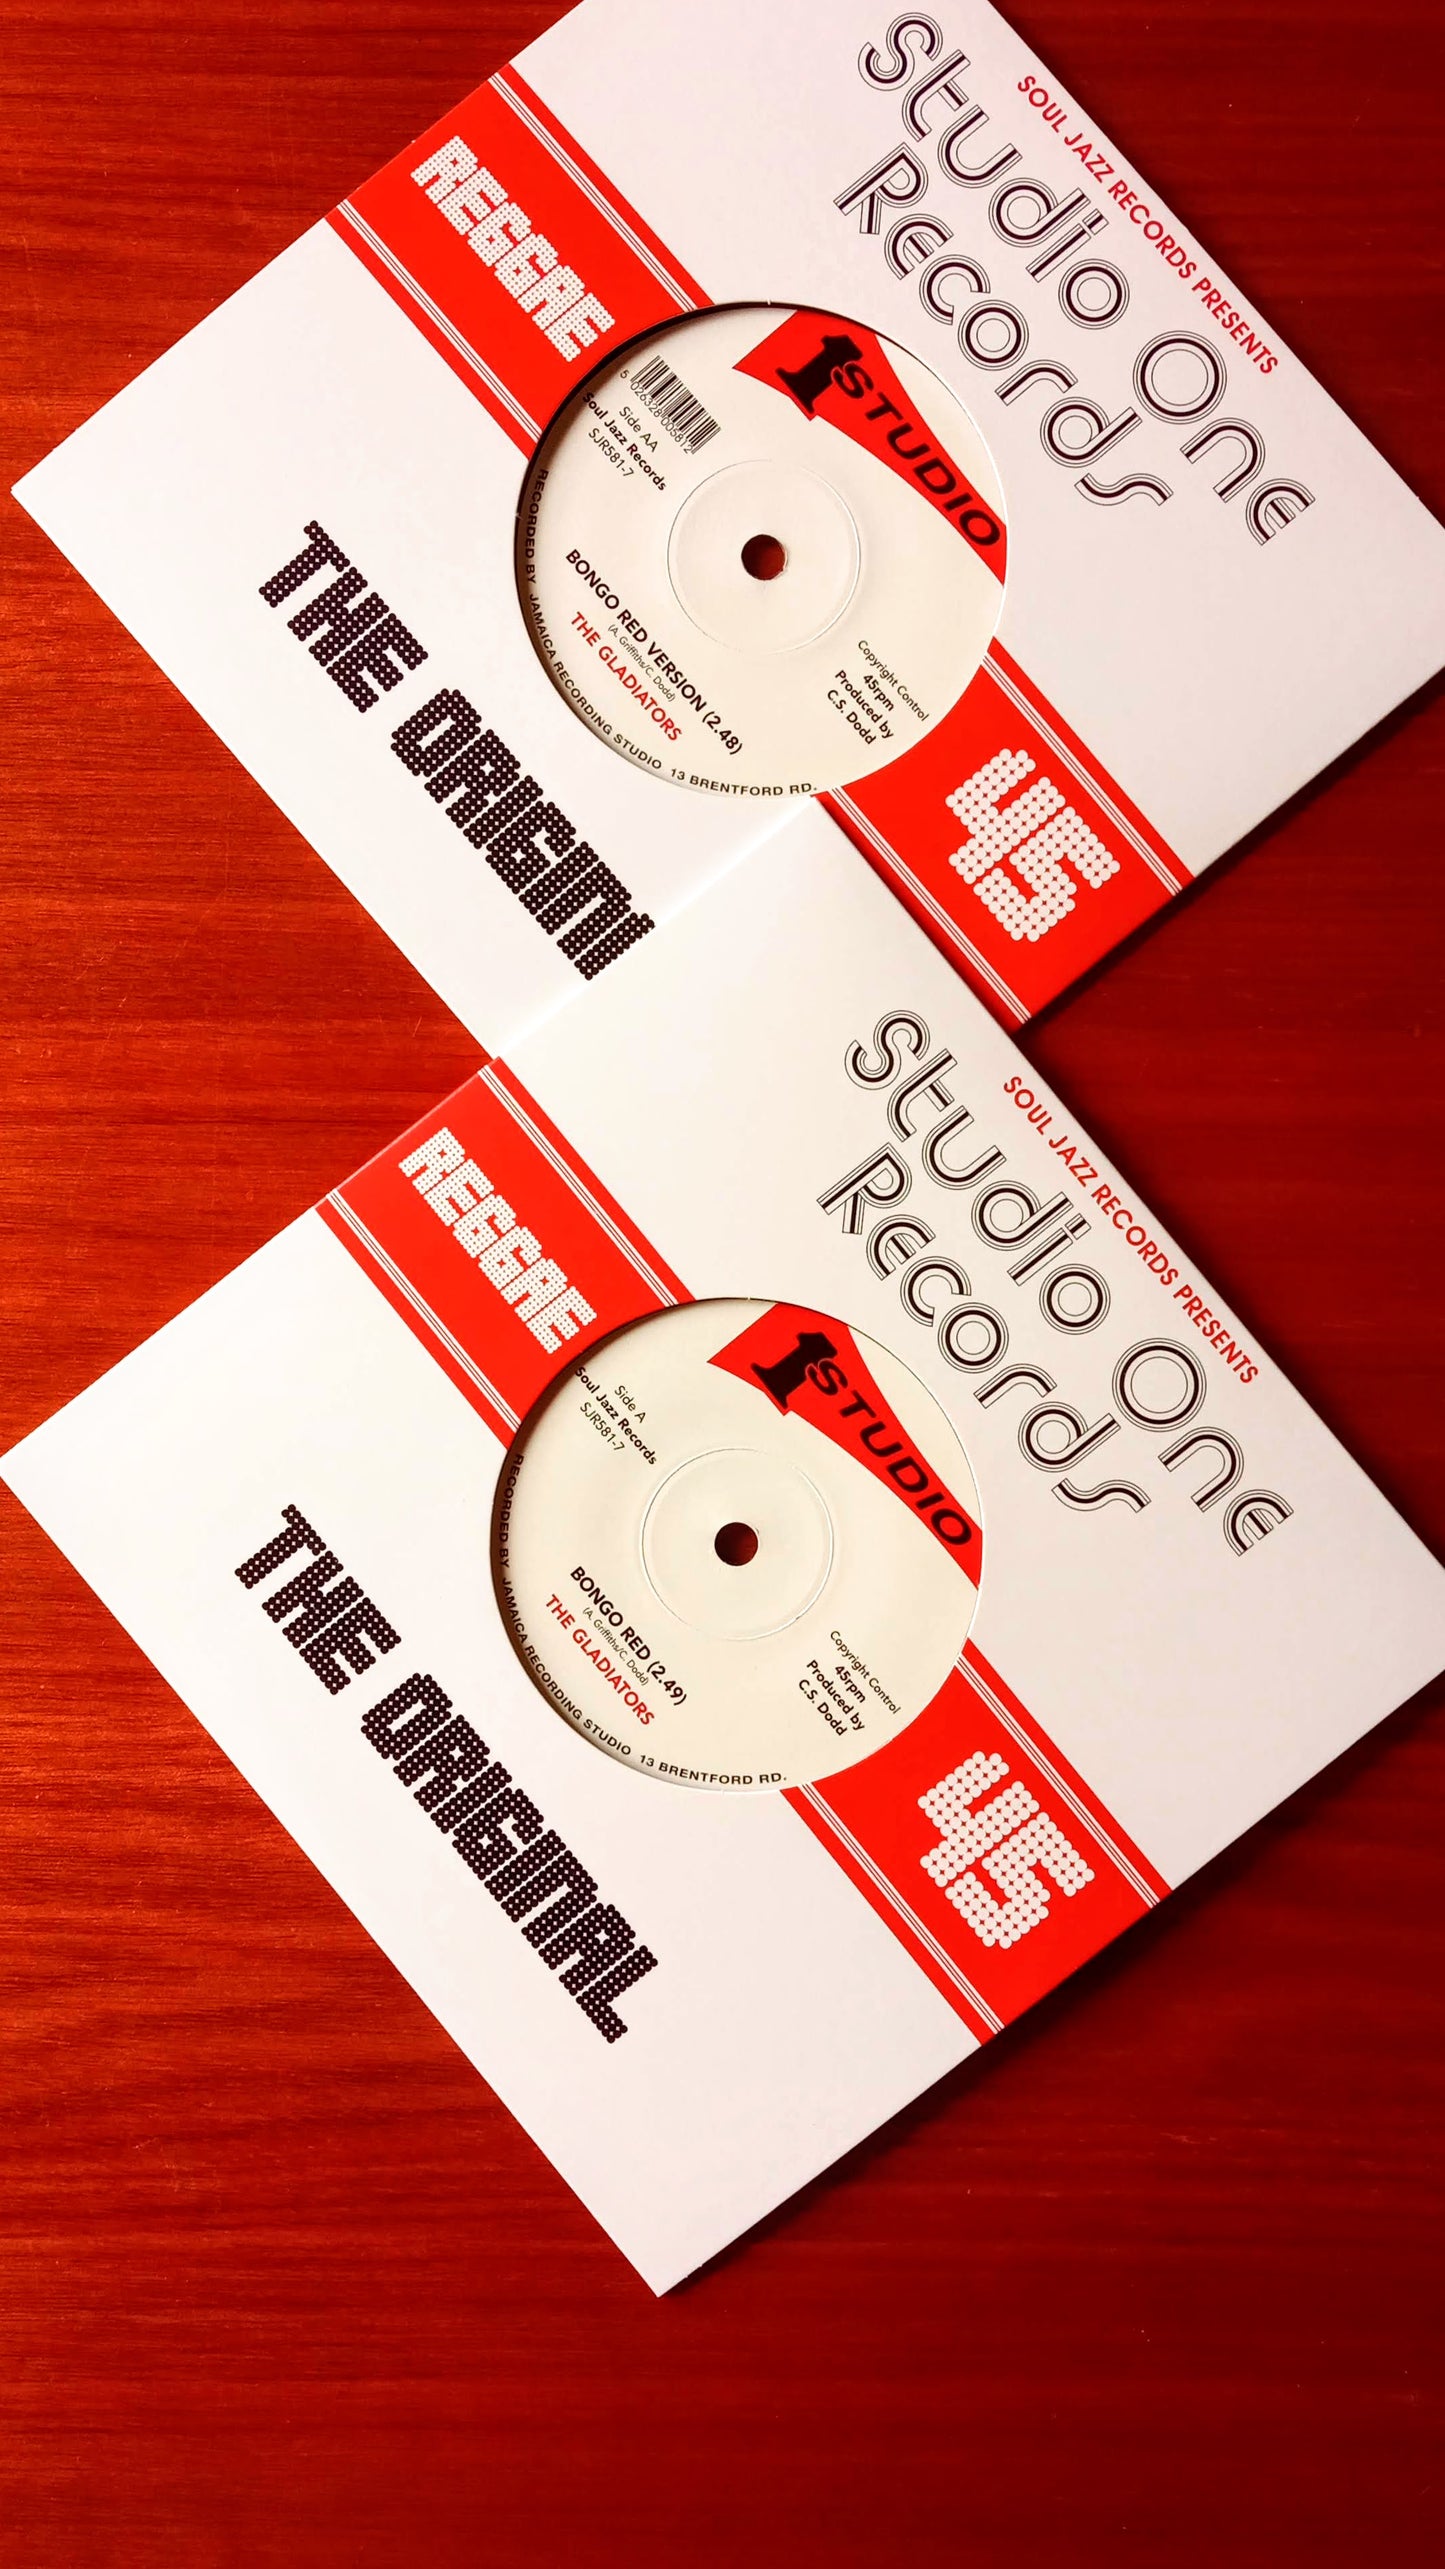 SOUL JAZZ RECORDS PRESENTS
Studio One
Records
REGGAE
1
STUDIO
5 026328 005812
Side AA
Soul Jazz Records
SJR581-7
Copyright Control
45rpm
Produced by
C.S. Dodd
BONGO RED VERSION (2.48)
(A. Griffiths/C. Dodd)
THE GLADIATORS
RECORDED BY JAMAICA RECORDING STUDIO 13 BRENTFORD RD.
45
THE ORIGIN
SOUL JAZZ RECORDS PRESENTS
Studio One
Records
REGGAE
1
STUDIO
Side A
Soul Jazz Records
SJR581-7
Copyright Control
45rpm
Produced by
C.S. Dodd
BONGO RED (2.49)
(A. Griffiths/C. Dodd)
THE GLADIATORS
RECORDED BY JAMAICA RECORDING STUDIO 13 BRENTFORD RD.
45
THE ORIGINAL